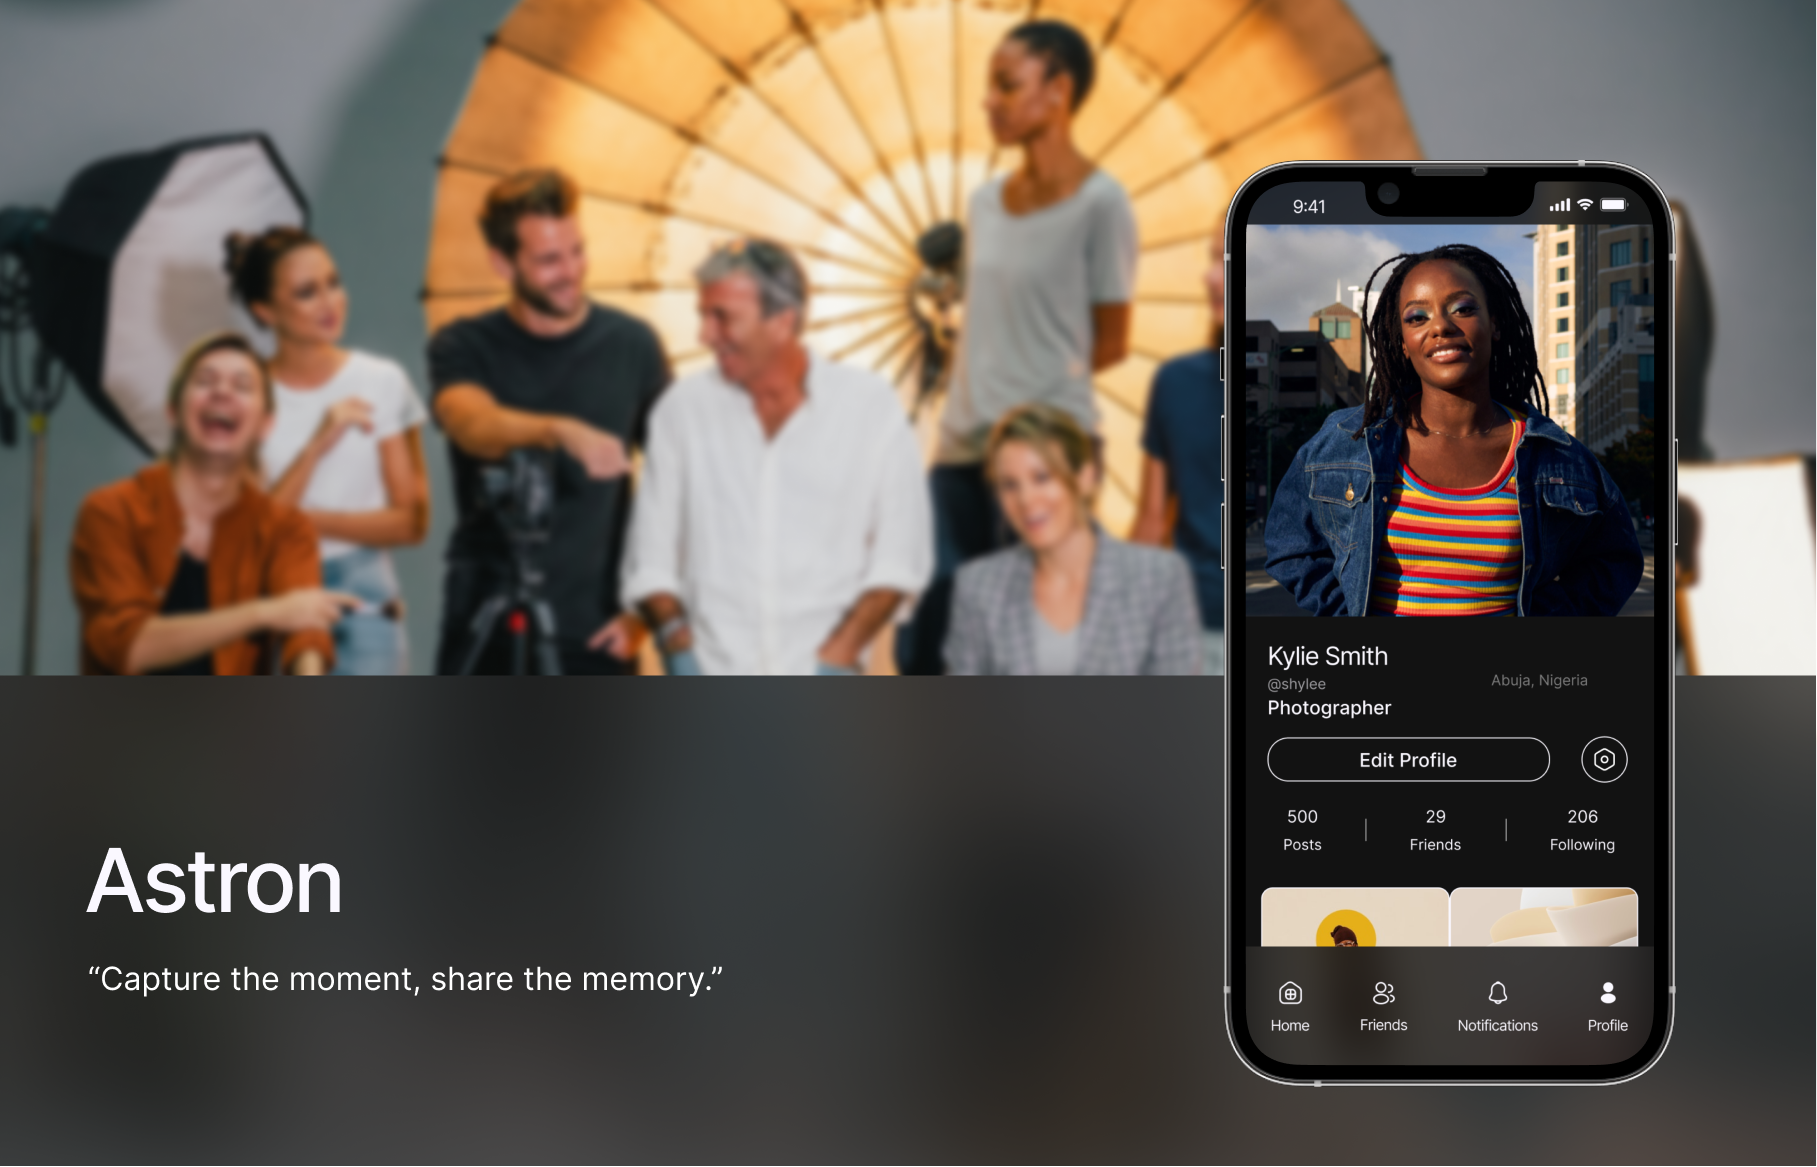 Astron
“Capture the moment, share the memory.”
9:41
Kylie Smith
@shylee
Abuja, Nigeria
Photographer
Edit Profile
500
29
206
Posts
Friends
Following
Home
Friends
Notifications
Profile